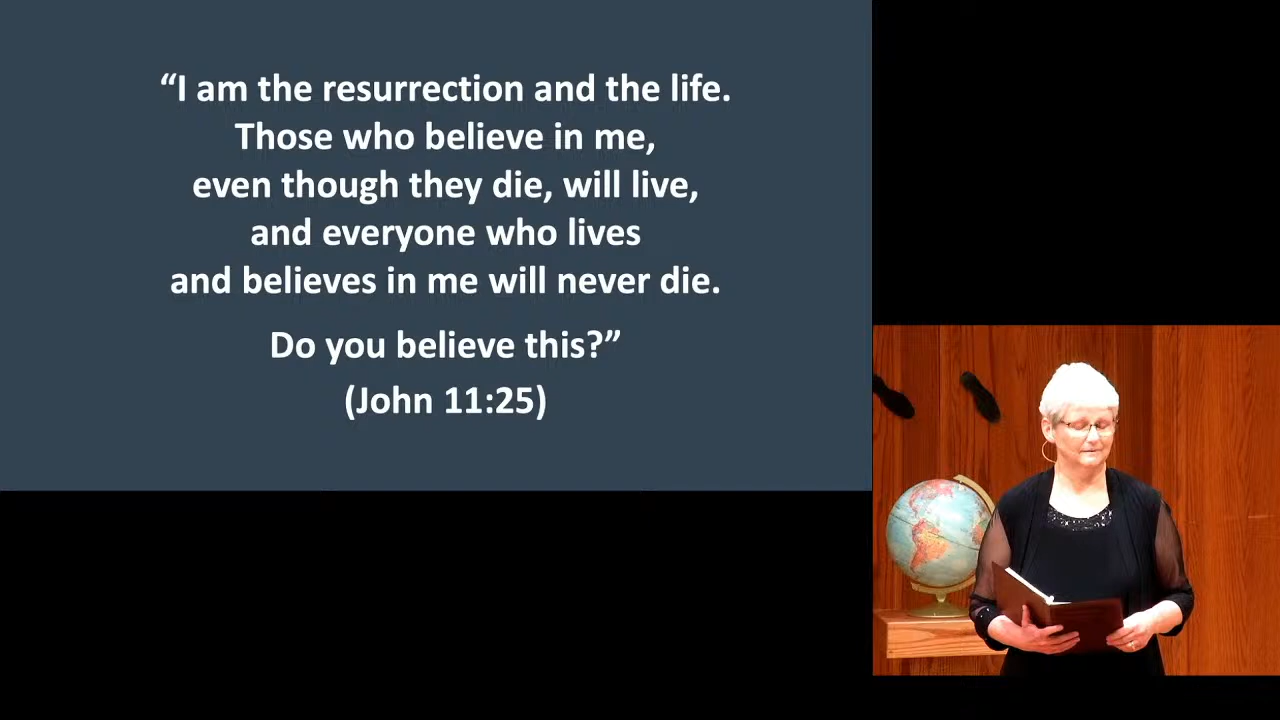 “I am the resurrection and the life.
Those who believe in me,
even though they die, will live,
and everyone who lives
and believes in me will never die.
Do you believe this?”
(John 11:25)